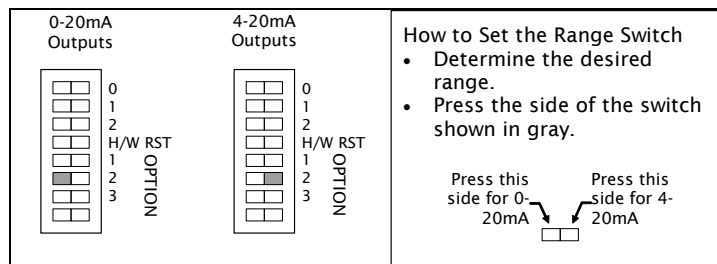 0-20mA
Outputs
0
1
2
H/W RST
1
2
3
OPTION
4-20mA
Outputs
0
1
2
H/W RST
1
2
3
OPTION
How to Set the Range Switch
• Determine the desired
range.
• Press the side of the switch
shown in gray.
Press this
side for 0-
20mA
Press this
side for 4-
20mA